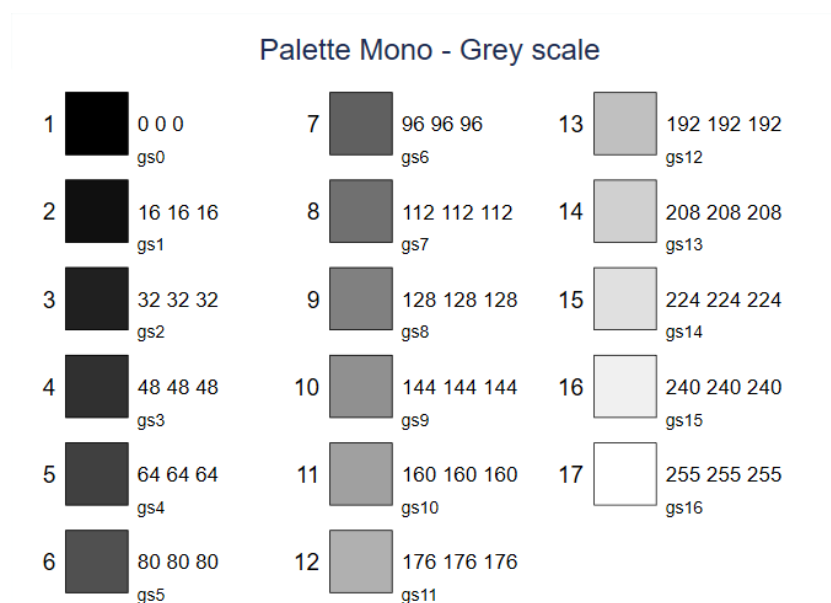 Palette Mono - Grey scale
1 0 0 0
gs0
2 16 16 16
gs1
3 32 32 32
gs2
4 48 48 48
gs3
5 64 64 64
gs4
6 80 80 80
gs5
7 96 96 96
gs6
8 112 112 112
gs7
9 128 128 128
gs8
10 144 144 144
gs9
11 160 160 160
gs10
12 176 176 176
gs11
13 192 192 192
gs12
14 208 208 208
gs13
15 224 224 224
gs14
16 240 240 240
gs15
17 255 255 255
gs16